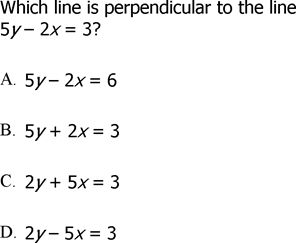 Which line is perpendicular to the line
5y – 2x = 3?
A. 5y – 2x = 6
B. 5y + 2x = 3
C. 2y + 5x = 3
D. 2y – 5x = 3